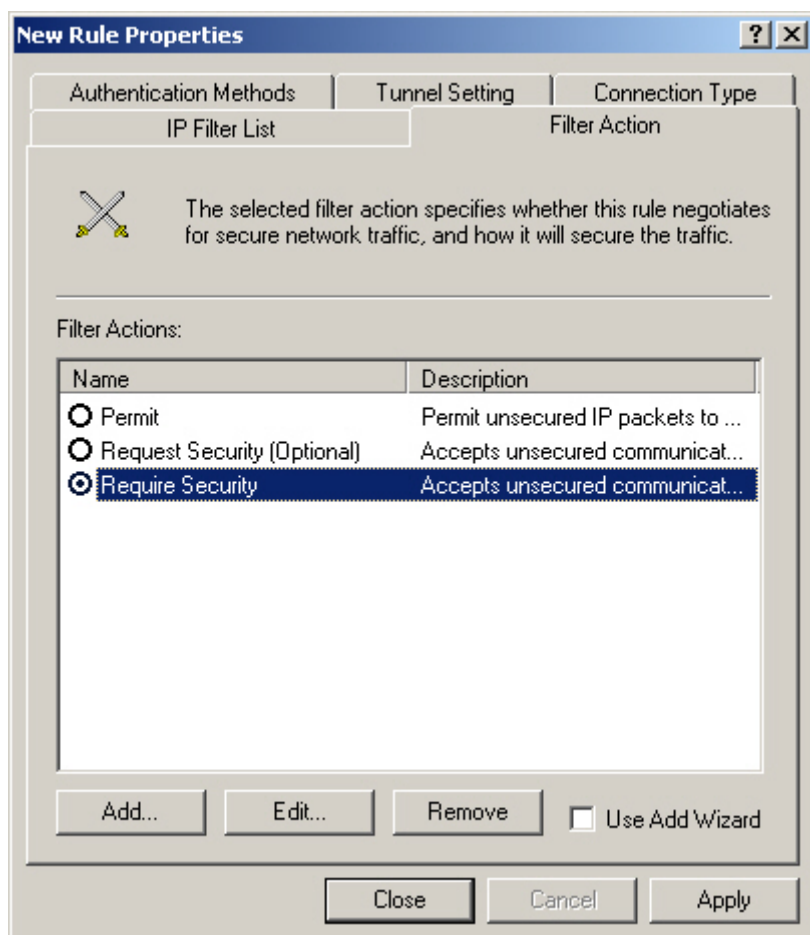 New Rule Properties
Authentication Methods Tunnel Setting Connection Type
IP Filter List Filter Action
The selected filter action specifies whether this rule negotiates
for secure network traffic, and how it will secure the traffic.
Filter Actions:
Name Description
Permit Permit unsecured IP packets to ...
Request Security (Optional) Accepts unsecured communicat...
Require Security Accepts unsecured communicat...
Add... Edit... Remove Use Add Wizard
Close Cancel Apply